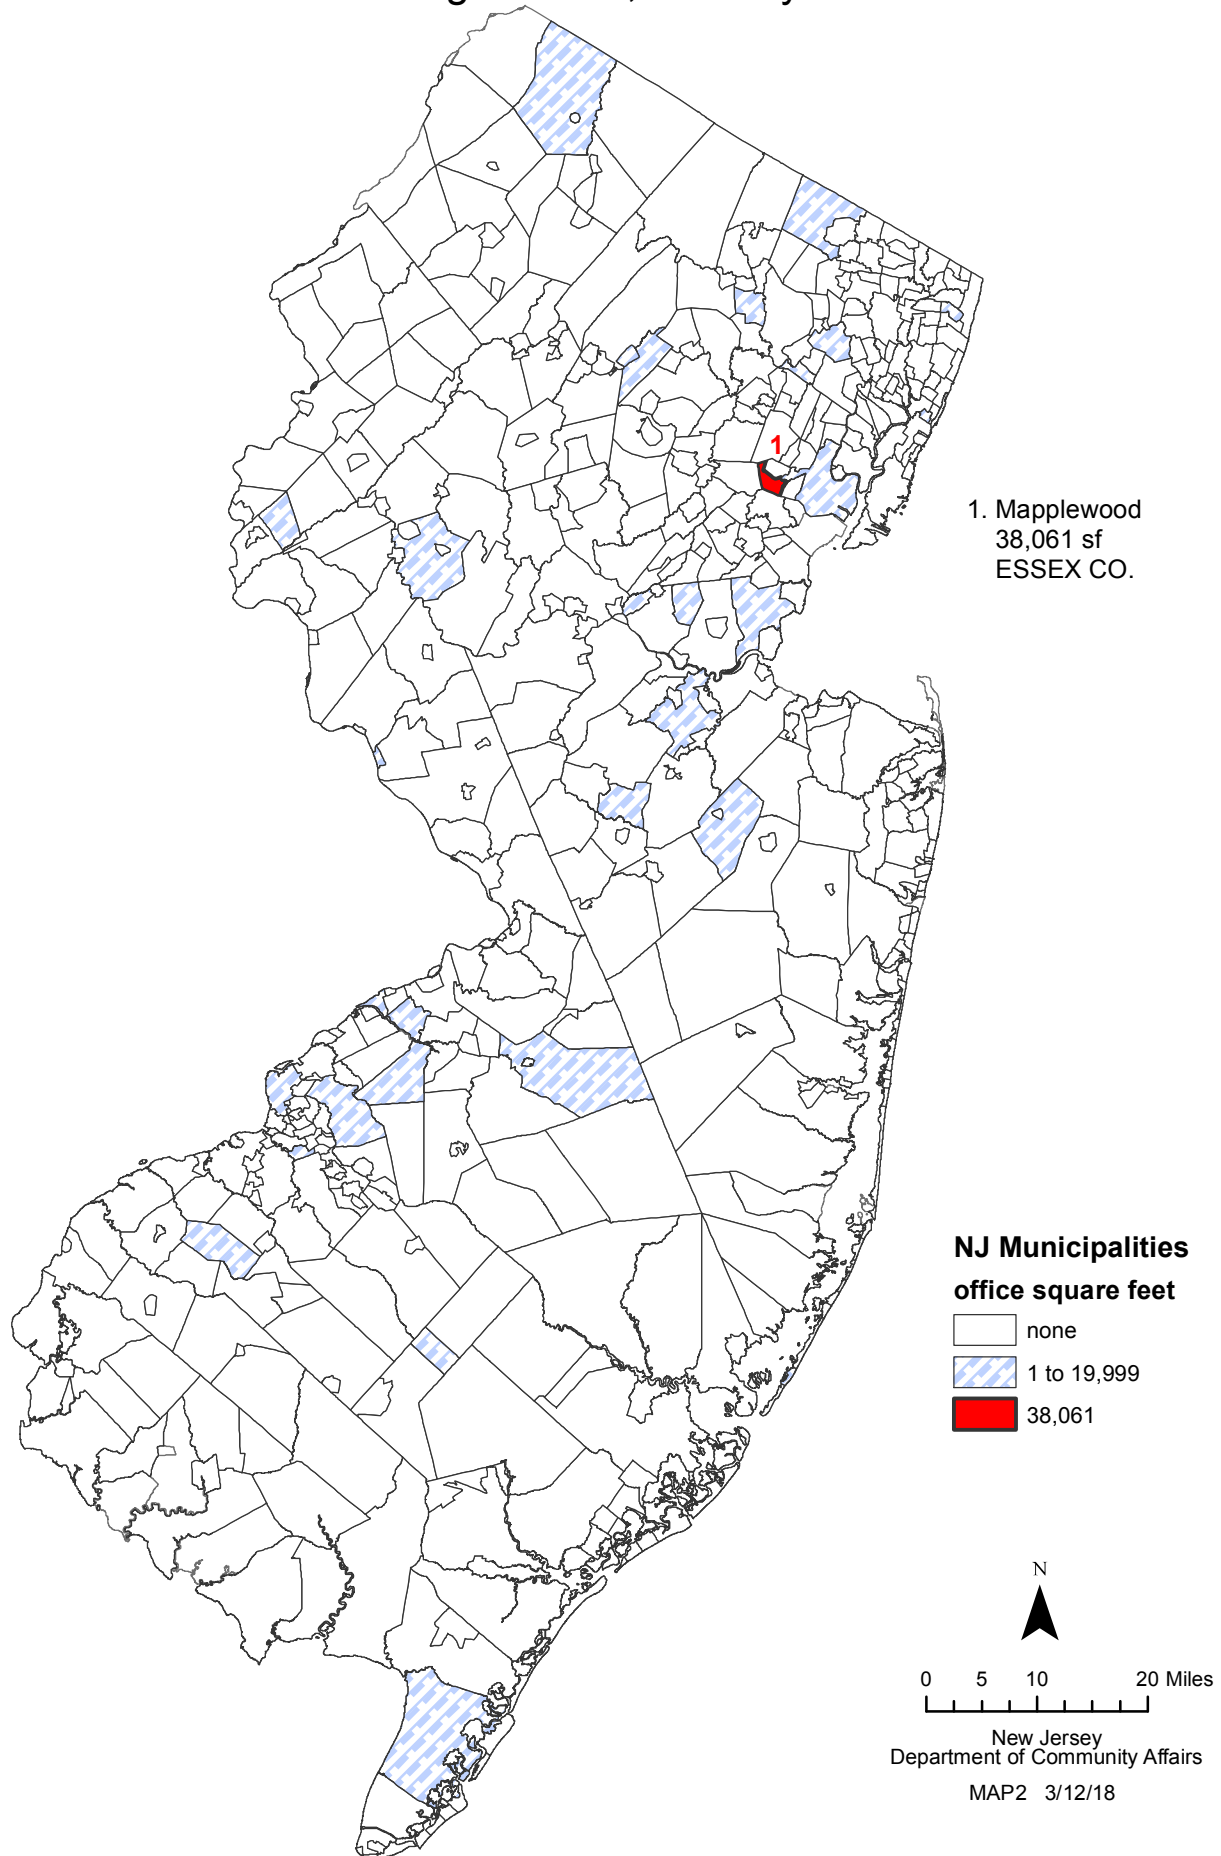 1
1. Mapplewood
38,061 sf
ESSEX CO.
NJ Municipalities
office square feet
none
1 to 19,999
38,061
N
0 5 10 20 Miles
New Jersey
Department of Community Affairs
MAP2 3/12/18